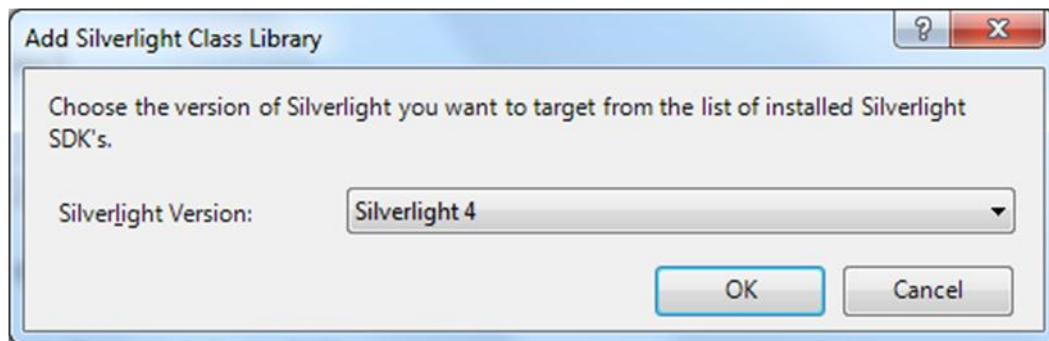 Add Silverlight Class Library
Choose the version of Silverlight you want to target from the list of installed Silverlight
SDK's.
Silverlight Version:
Silverlight 4
OK
Cancel